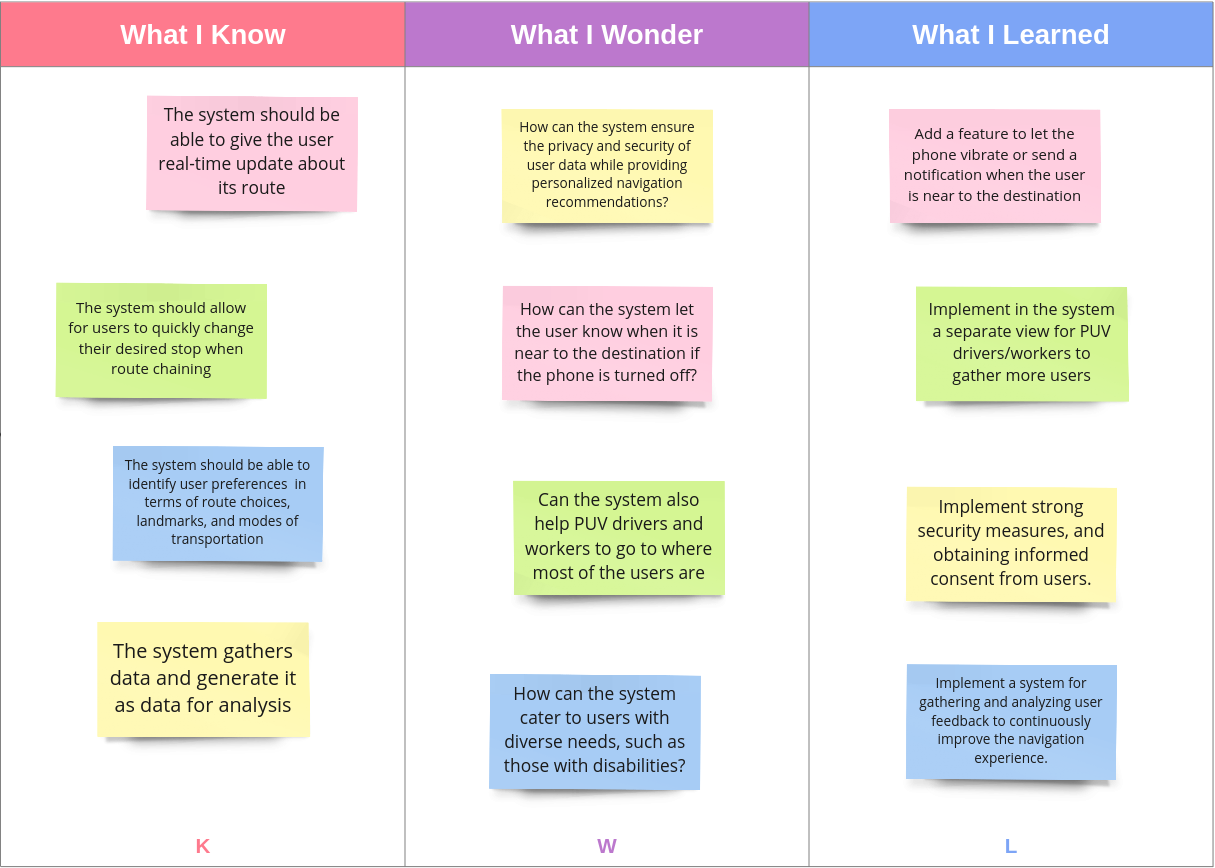 What I Know
What I Wonder
What I Learned
The system should be
able to give the user
real-time update about
its route
The system should allow
for users to quickly change
their desired stop when
route chaining
The system should be able to
identify user preferences  in
terms of route choices,
landmarks, and modes of
transportation
The system gathers
data and generate it
as data for analysis
K
How can the system ensure
the privacy and security of
user data while providing
personalized navigation
recommendations?
How can the system let
the user know when it is
near to the destination if
the phone is turned off?
Can the system also
help PUV drivers and
workers to go to where
most of the users are
How can the system
cater to users with
diverse needs, such as
those with disabilities?
W
Add a feature to let the
phone vibrate or send a
notification when the user
is near to the destination
Implement in the system
a separate view for PUV
drivers/workers to
gather more users
Implement strong
security measures, and
obtaining informed
consent from users.
Implement a system for
gathering and analyzing user
feedback to continuously
improve the navigation
experience.
L